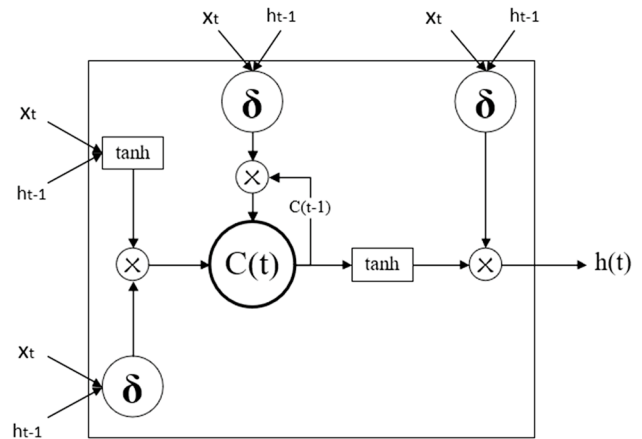 xt ht-1 xt ht-1
δ δ
xt
tanh
ht-1
C(t-1)
C(t) tanh h(t)
xt
δ
ht-1